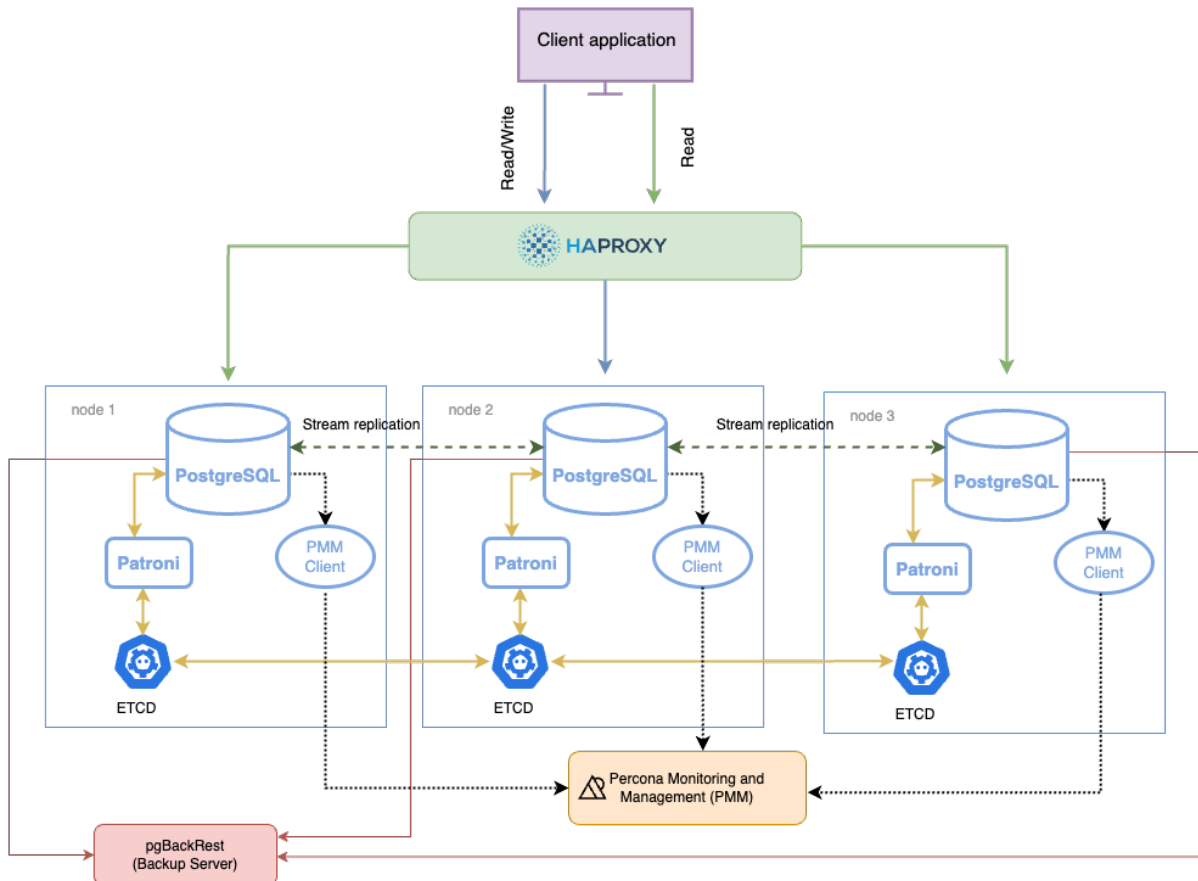 Client application
Read/Write
Read
HAPROXY
node 1
node 2
node 3
Stream replication
Stream replication
PostgreSQL
PostgreSQL
PostgreSQL
Patroni
PMM
Client
Patroni
PMM
Client
Patroni
PMM
Client
ETCD
ETCD
ETCD
Percona Monitoring and
Management (PMM)
pgBackRest
(Backup Server)